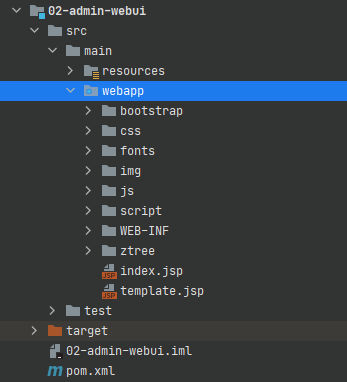 02-admin-webui
src
main
resources
webapp
bootstrap
css
fonts
img
js
script
WEB-INF
ztree
JSP index.jsp
JSP template.jsp
test
target
02-admin-webui.iml
m pom.xml